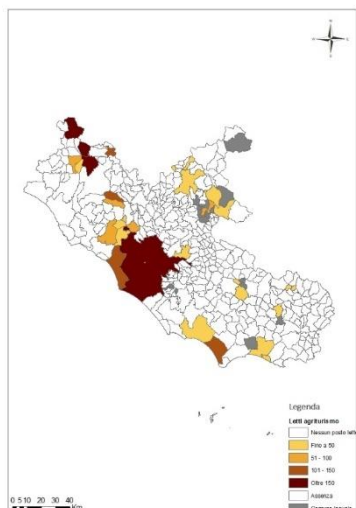 N
Legenda
Letti agriturismo
Nessun posto letto
Fino a 50
51 - 100
101 - 150
Oltre 150
Assenza
0 5 10 20 30 40
Km